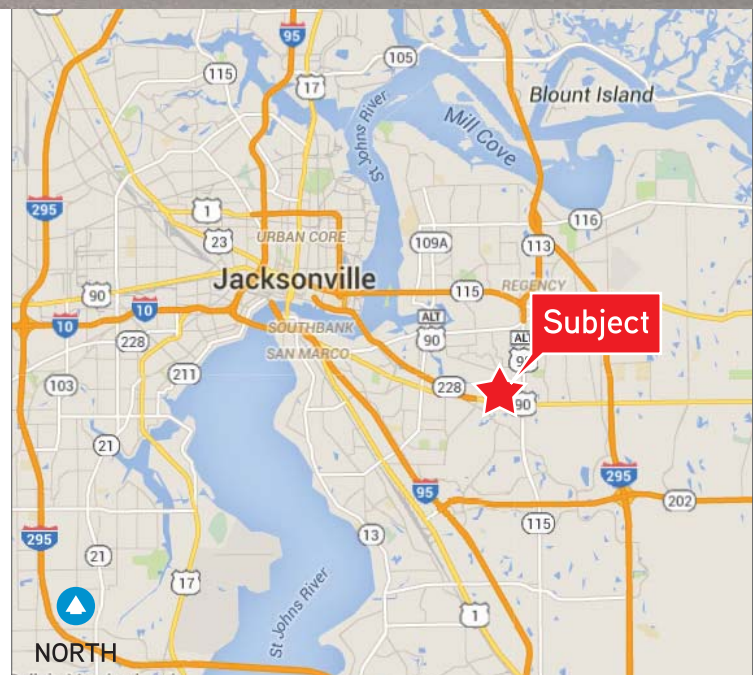 95
105
115
17
Blount Island
St Johns River
Mill Cove
295
1
116
23
URBAN CORE
109A
113
Jacksonville
REGENCY
90
115
10
10
ALT
Subject
228
SOUTHBANK
90
ALT
SAN MARCO
103
211
228
90
21
95
295
202
115
13
295
21
17
St Johns River
1
NORTH